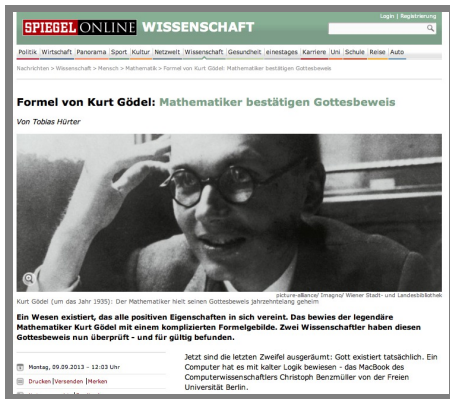 Login | Registrierung
SPIEGEL ONLINE WISSENSCHAFT
Politik Wirtschaft Panorama Sport Kultur Netzwelt Wissenschaft Gesundheit einestages Karriere Uni Schule Reise Auto
Nachrichten > Wissenschaft > Mensch > Mathematik > Formel von Kurt Gödel: Mathematiker bestätigen Gottesbeweis
Formel von Kurt Gödel: Mathematiker bestätigen Gottesbeweis
Von Tobias Hürter
picture-alliance/ Imagno/ Wiener Stadt- und Landesbibliothek
Kurt Gödel (um das Jahr 1935): Der Mathematiker hielt seinen Gottesbeweis jahrzehntelang geheim
Ein Wesen existiert, das alle positiven Eigenschaften in sich vereint. Das bewies der legendäre
Mathematiker Kurt Gödel mit einem komplizierten Formelgebilde. Zwei Wissenschaftler haben diesen
Gottesbeweis nun überprüft - und für gültig befunden.
Montag, 09.09.2013 – 12:03 Uhr
Drucken | Versenden | Merken
Jetzt sind die letzten Zweifel ausgeräumt: Gott existiert tatsächlich. Ein
Computer hat es mit kalter Logik bewiesen - das MacBook des
Computerwissenschaftlers Christoph Benzmüller von der Freien
Universität Berlin.